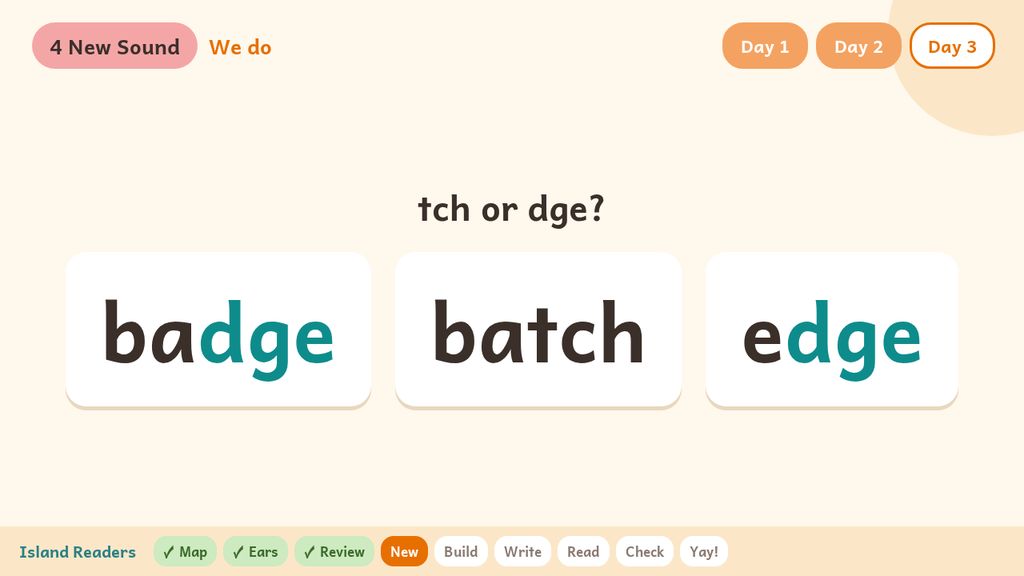 4 New Sound We do Day 1 Day 2 Day 3
tch or dge?
badge batch edge
Island Readers ✓ Map ✓ Ears ✓ Review New Build Write Read Check Yay!